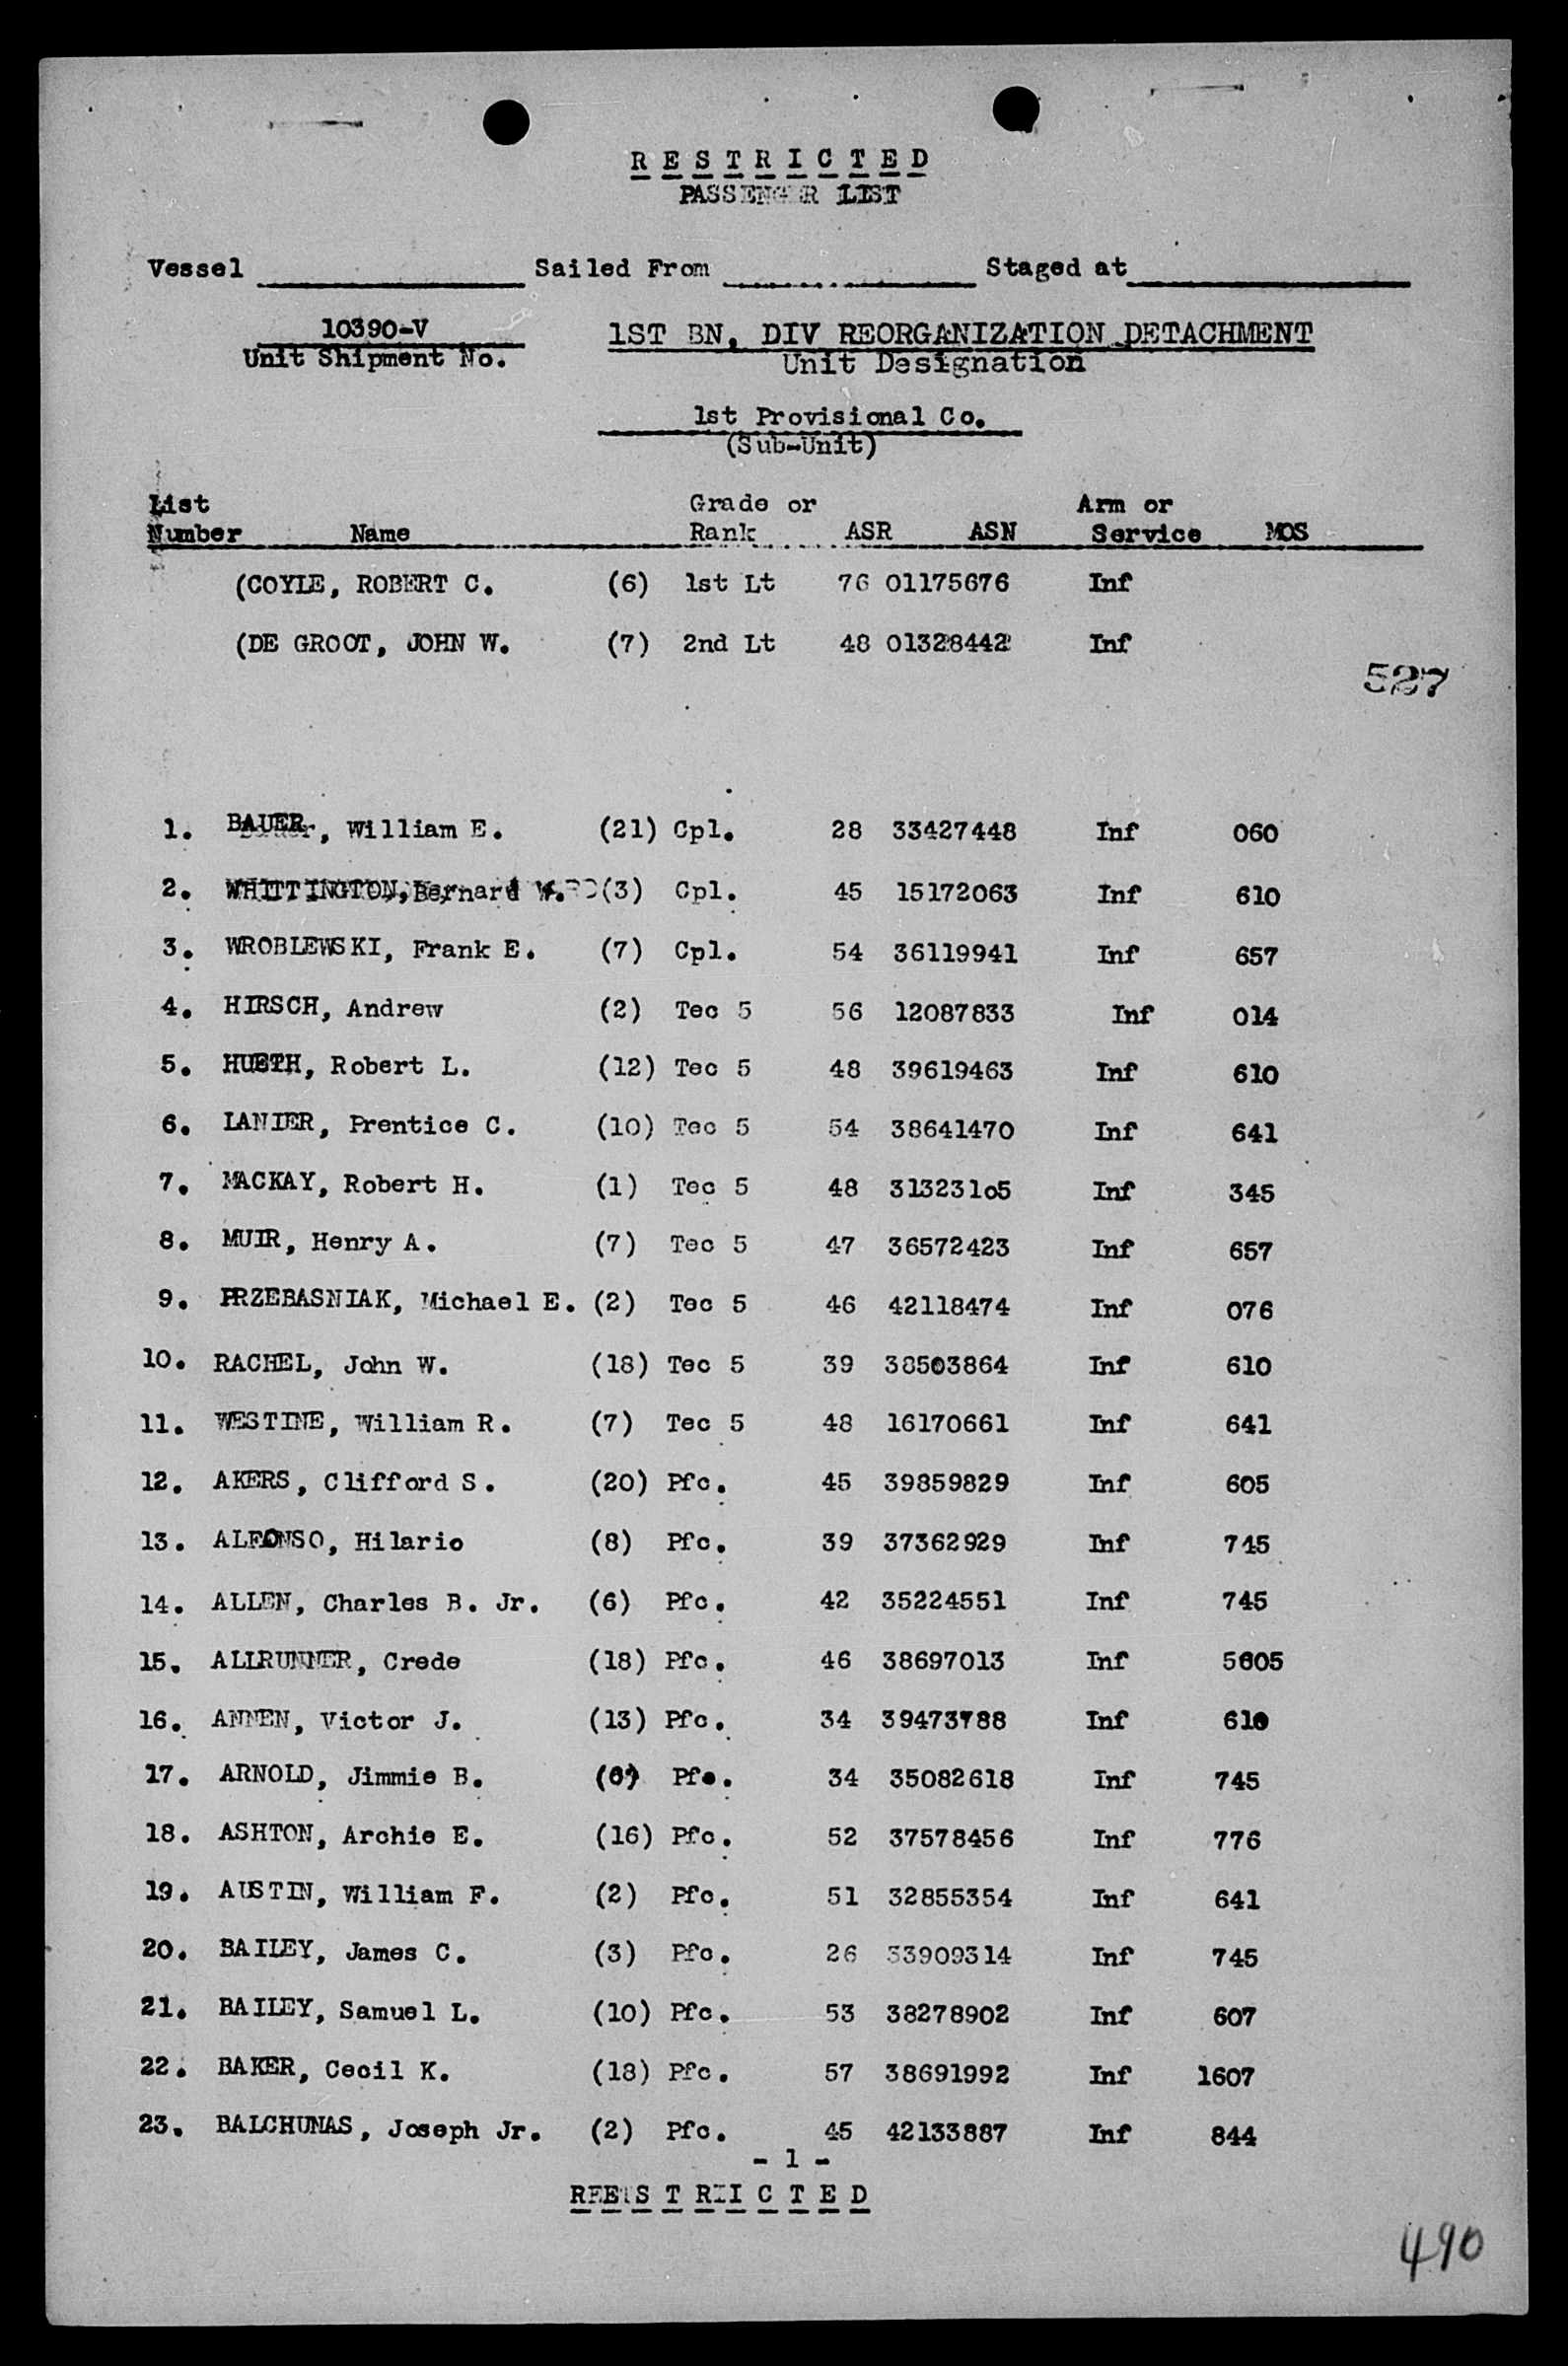 R E S T R I C T E D
PASSENGER LIST
Vessel Sailed From Staged at
10390-V 1ST BN, DIV REORGANIZATION DETACHMENT
Unit Shipment No. Unit Designation
1st Provisional Co.
(Sub-Unit)
List Grade or Arm or
Number Name Rank ASR ASN Service MOS
(COYLE, ROBERT C. (6) 1st Lt 76 01175676 Inf
(DE GROOT, JOHN W. (7) 2nd Lt 48 01328442 Inf
527
1. BAUER, William E. (21) Cpl. 28 33427448 Inf 060
2. WHITTINGTON, Bernard W. (3) Cpl. 45 15172063 Inf 610
3. WROBLEWSKI, Frank E. (7) Cpl. 54 36119941 Inf 657
4. HIRSCH, Andrew (2) Tec 5 56 12087833 Inf 014
5. HUETH, Robert L. (12) Tec 5 48 39619463 Inf 610
6. LANIER, Prentice C. (10) Tec 5 54 38641470 Inf 641
7. MACKAY, Robert H. (1) Tec 5 48 313231o5 Inf 345
8. MUIR, Henry A. (7) Tec 5 47 36572423 Inf 657
9. PRZEBASNIAK, Michael E. (2) Tec 5 46 42118474 Inf 076
10. RACHEL, John W. (18) Tec 5 39 38503864 Inf 610
11. WESTINE, William R. (7) Tec 5 48 16170661 Inf 641
12. AKERS, Clifford S. (20) Pfc. 45 39859829 Inf 605
13. ALFONSO, Hilario (8) Pfc. 39 37362929 Inf 745
14. ALLEN, Charles B. Jr. (6) Pfc. 42 35224551 Inf 745
15. ALLRUNNER, Crede (18) Pfc. 46 38697013 Inf 5605
16. ANNEN, Victor J. (13) Pfc. 34 39473788 Inf 610
17. ARNOLD, Jimmie B. (6) Pfc. 34 35082618 Inf 745
18. ASHTON, Archie E. (16) Pfc. 52 37578456 Inf 776
19. AUSTIN, William F. (2) Pfc. 51 32855354 Inf 641
20. BAILEY, James C. (3) Pfc. 26 33909314 Inf 745
21. BAILEY, Samuel L. (10) Pfc. 53 38278902 Inf 607
22. BAKER, Cecil K. (18) Pfc. 57 38691992 Inf 1607
23. BALCHUNAS, Joseph Jr. (2) Pfc. 45 42133887 Inf 844
- 1 -
R E S T R I C T E D
490